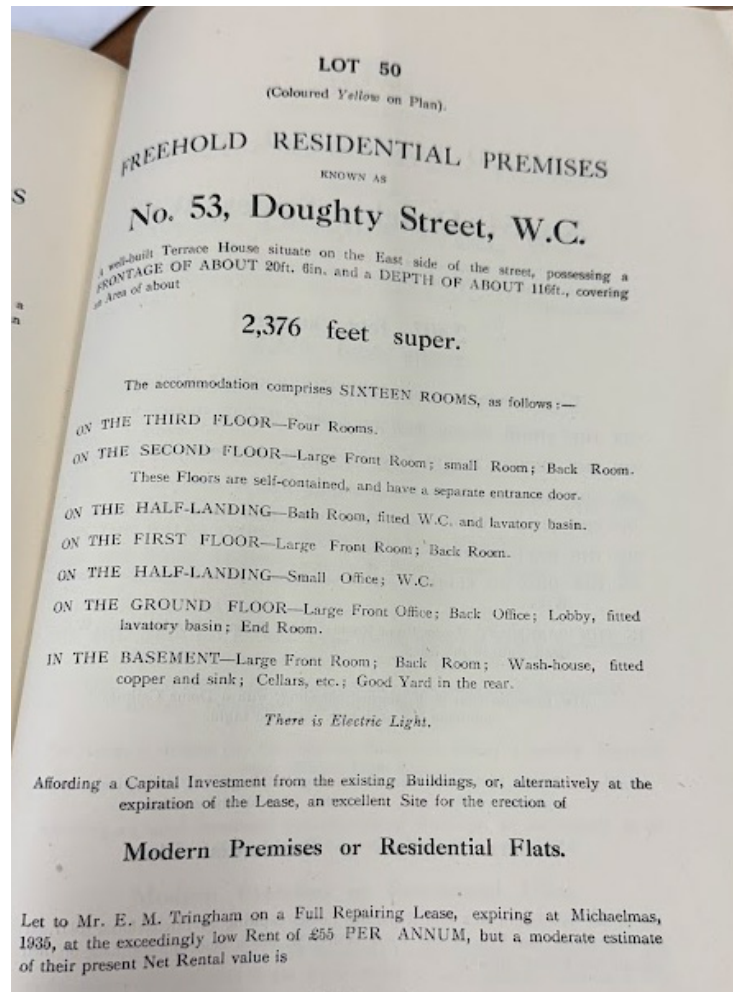 LOT 50
(Coloured Yellow on Plan).
FREEHOLD RESIDENTIAL PREMISES
KNOWN AS
No. 53, Doughty Street, W.C.
A well-built Terrace House situate on the East side of the street, possessing a
FRONTAGE OF ABOUT 20ft. 6in. and a DEPTH OF ABOUT 116ft., covering
an Area of about
2,376 feet super.
The accommodation comprises SIXTEEN ROOMS, as follows:—
ON THE THIRD FLOOR—Four Rooms.
ON THE SECOND FLOOR—Large Front Room; small Room; Back Room.
These Floors are self-contained, and have a separate entrance door.
ON THE HALF-LANDING—Bath Room, fitted W.C. and lavatory basin.
ON THE FIRST FLOOR—Large Front Room; Back Room.
ON THE HALF-LANDING—Small Office; W.C.
ON THE GROUND FLOOR—Large Front Office; Back Office; Lobby, fitted
lavatory basin; End Room.
IN THE BASEMENT—Large Front Room; Back Room; Wash-house, fitted
copper and sink; Cellars, etc.; Good Yard in the rear.
There is Electric Light.
Affording a Capital Investment from the existing Buildings, or, alternatively at the
expiration of the Lease, an excellent Site for the erection of
Modern Premises or Residential Flats.
Let to Mr. E. M. Tringham on a Full Repairing Lease, expiring at Michaelmas,
1935, at the exceedingly low Rent of £55 PER ANNUM, but a moderate estimate
of their present Net Rental value is